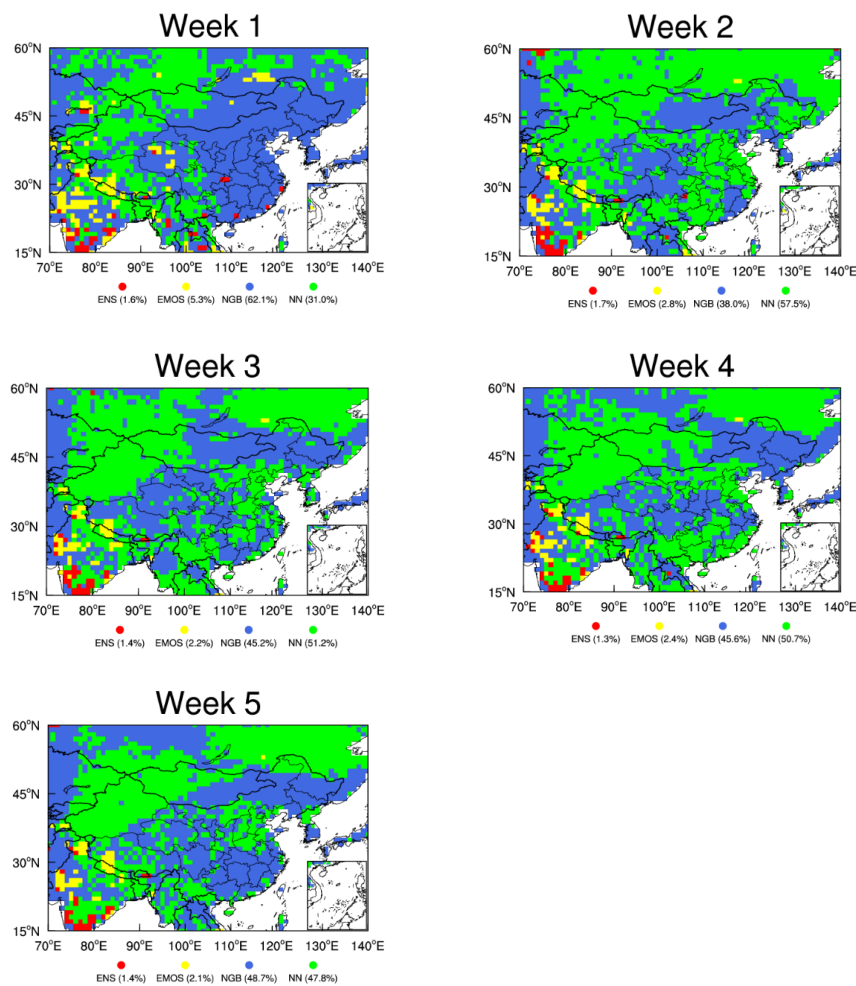 Week 1
60°N
45°N
30°N
15°N
70°E 80°E 90°E 100°E 110°E 120°E 130°E 140°E
ENS (1.6%) EMOS (5.3%) NGB (62.1%) NN (31.0%)
Week 2
60°N
45°N
30°N
15°N
70°E 80°E 90°E 100°E 110°E 120°E 130°E 140°E
ENS (1.7%) EMOS (2.8%) NGB (38.0%) NN (57.5%)
Week 3
60°N
45°N
30°N
15°N
70°E 80°E 90°E 100°E 110°E 120°E 130°E 140°E
ENS (1.4%) EMOS (2.2%) NGB (45.2%) NN (51.2%)
Week 4
60°N
45°N
30°N
15°N
70°E 80°E 90°E 100°E 110°E 120°E 130°E 140°E
ENS (1.3%) EMOS (2.4%) NGB (45.6%) NN (50.7%)
Week 5
60°N
45°N
30°N
15°N
70°E 80°E 90°E 100°E 110°E 120°E 130°E 140°E
ENS (1.4%) EMOS (2.1%) NGB (48.7%) NN (47.8%)